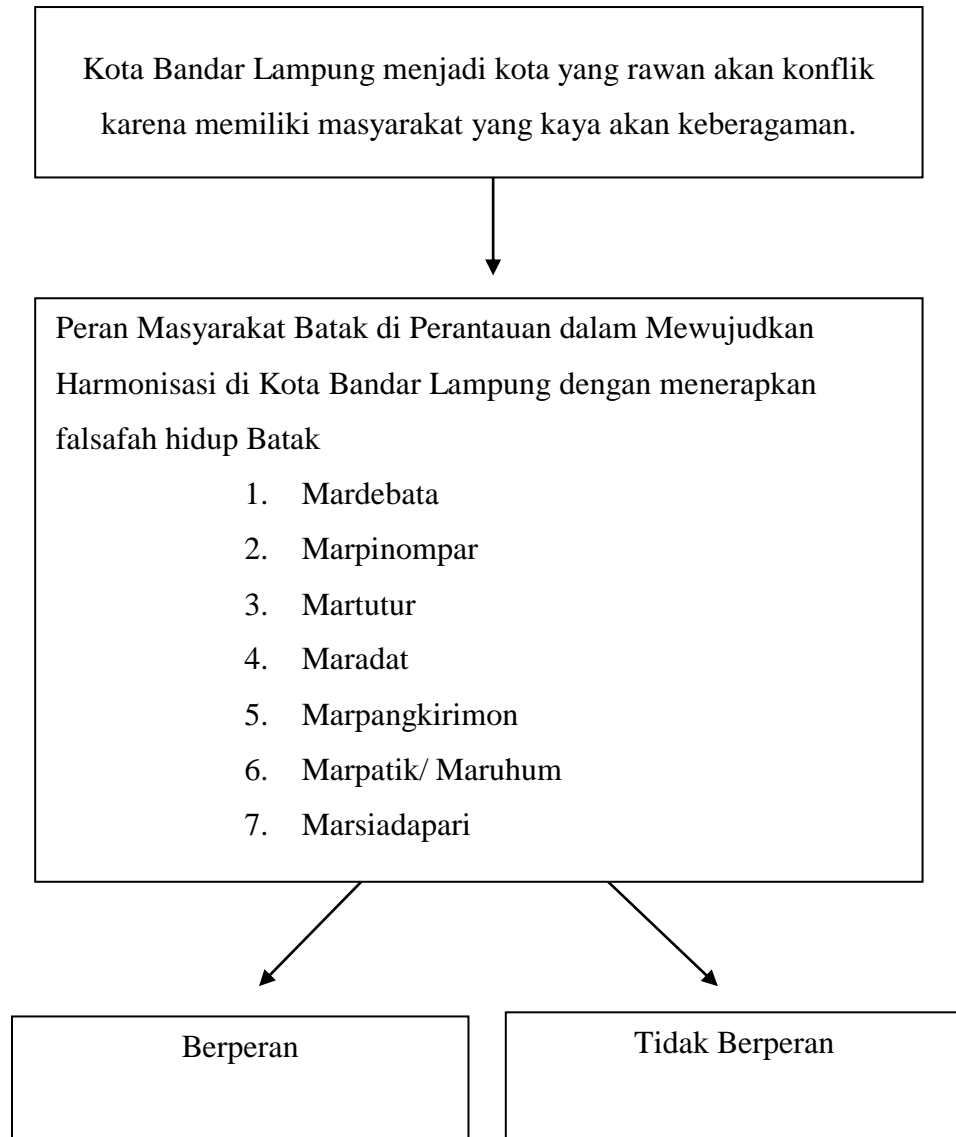 Kota Bandar Lampung menjadi kota yang rawan akan konflik
karena memiliki masyarakat yang kaya akan keberagaman.
Peran Masyarakat Batak di Perantauan dalam Mewujudkan
Harmonisasi di Kota Bandar Lampung dengan menerapkan
falsafah hidup Batak
1. Mardebata
2. Marpinompar
3. Martutur
4. Maradat
5. Marpangkirimon
6. Marpatik/ Maruhum
7. Marsiadapari
Berperan
Tidak Berperan